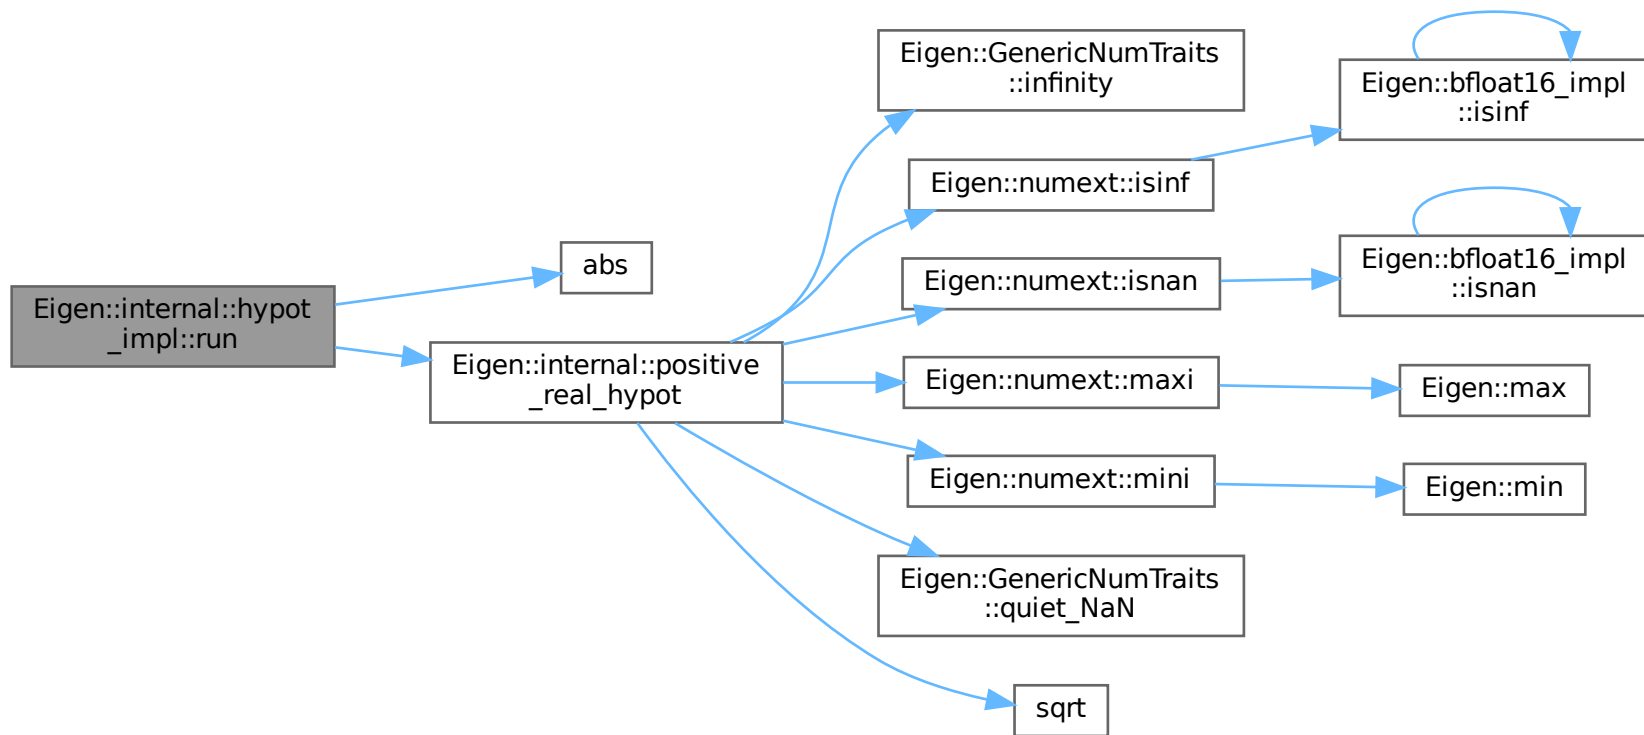 Eigen::internal::hypot
_impl::run
abs
Eigen::internal::positive
_real_hypot
Eigen::GenericNumTraits
::infinity
Eigen::numext::isinf
Eigen::numext::isnan
Eigen::numext::maxi
Eigen::numext::mini
Eigen::GenericNumTraits
::quiet_NaN
sqrt
Eigen::bfloat16_impl
::isinf
Eigen::bfloat16_impl
::isnan
Eigen::max
Eigen::min